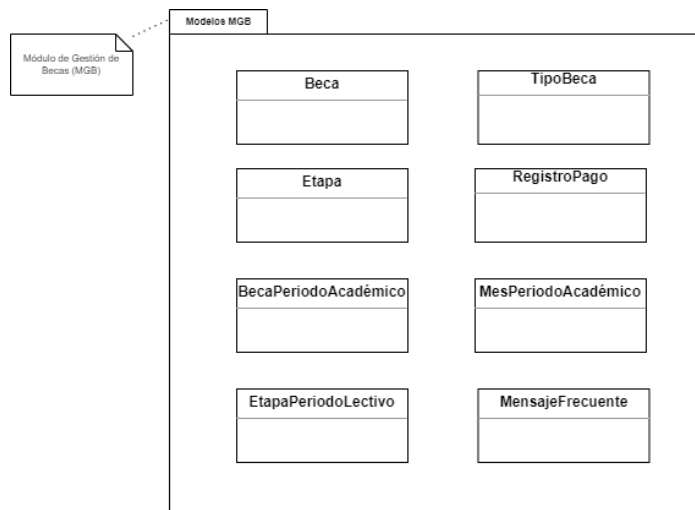 Modelos MGB
Módulo de Gestión de
Becas (MGB)
Beca
TipoBeca
Etapa
RegistroPago
BecaPeriodoAcadémico
MesPeriodoAcadémico
EtapaPeriodoLectivo
MensajeFrecuente